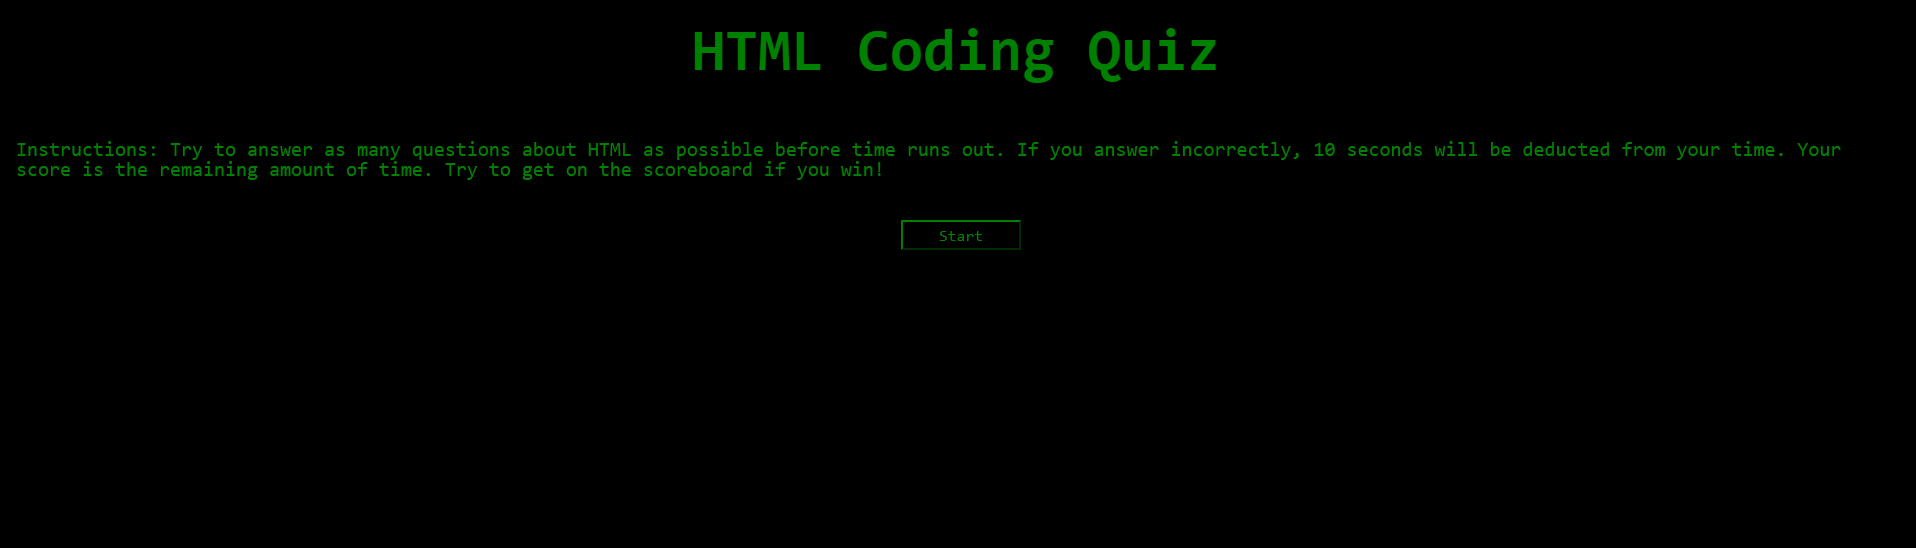 HTML Coding Quiz
Instructions: Try to answer as many questions about HTML as possible before time runs out. If you answer incorrectly, 10 seconds will be deducted from your time. Your
score is the remaining amount of time. Try to get on the scoreboard if you win!
Start